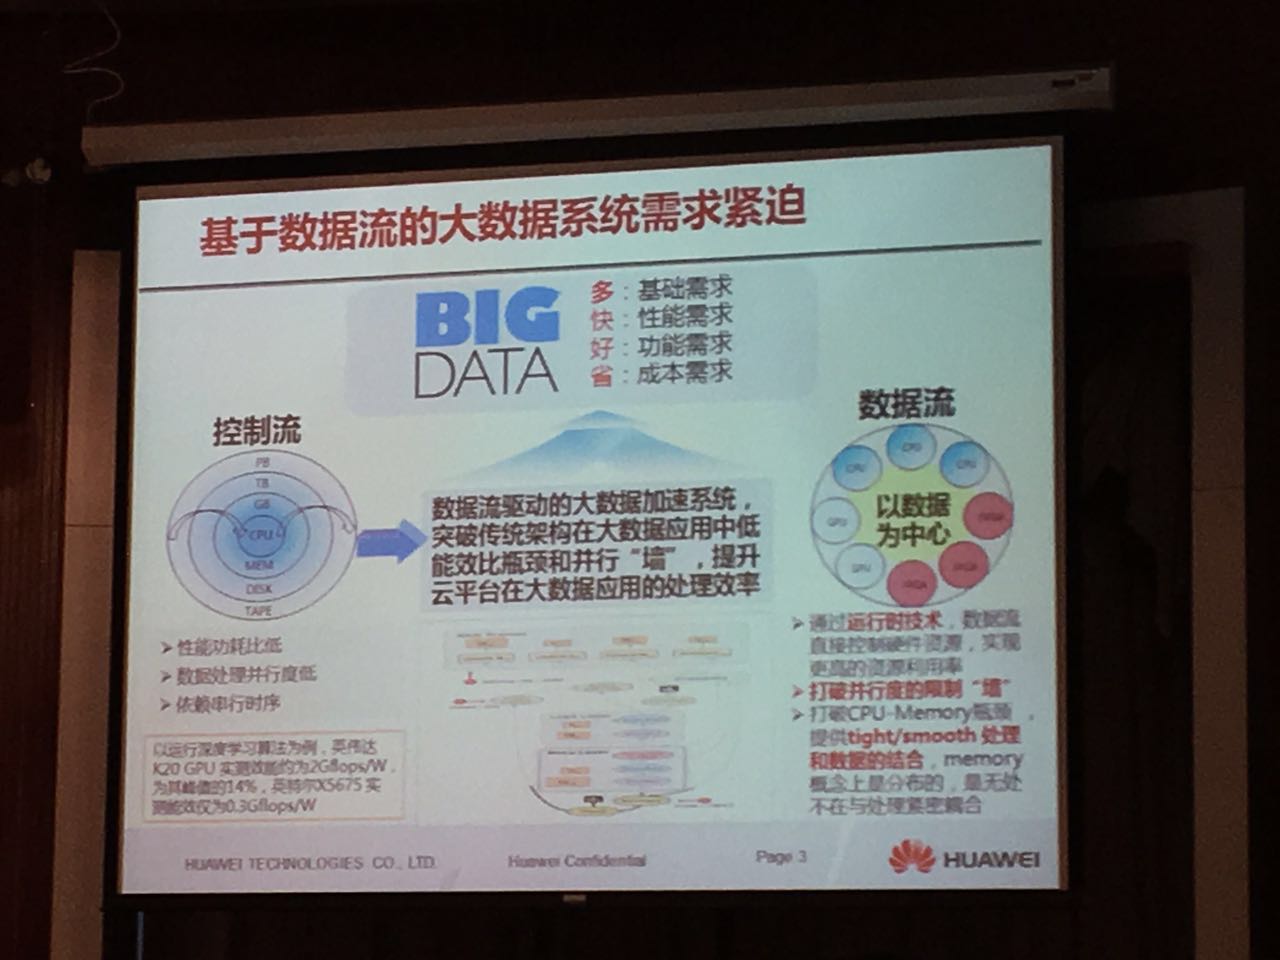 基于数据流的大数据系统需求紧迫
BIG
DATA
多：基础需求
快：性能需求
好：功能需求
省：成本需求
控制流
PB
TB
GB
CPU
MEM
DISK
TAPE
性能功耗比低
数据处理并行度低
依赖串行时序
以运行深度学习算法为例，英伟达
K20 GPU 实测效能约为2Gflops/W，
为其峰值的14%，英特尔X5675 实
测能效仅为0.3Gflops/W
数据流驱动的大数据加速系统，
突破传统架构在大数据应用中低
能效比瓶颈和并行“墙”，提升
云平台在大数据应用的处理效率
数据流
CPU
CPU
CPU
GPU
GPU
FPGA
FPGA
FPGA
以数据
为中心
通过运行时技术，数据流
直接控制硬件资源，实现
更高的资源利用率
打破并行度的限制“墙”
打破CPU-Memory瓶颈，
提供tight/smooth 处理
和数据的结合，memory
概念上是分布的，是无处
不在与处理紧密耦合
HUAWEI TECHNOLOGIES CO., LTD.
Huawei Confidential
Page 3
HUAWEI